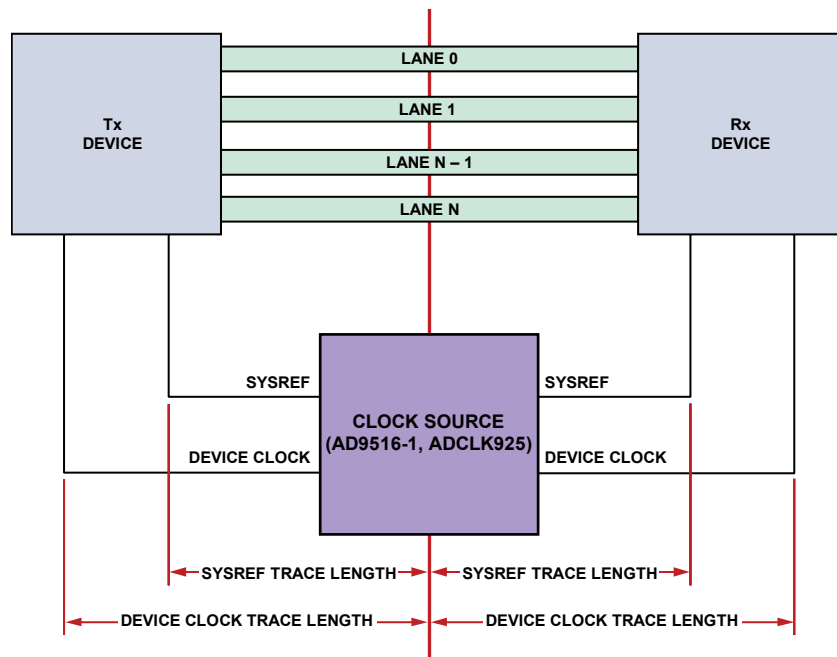 LANE 0
LANE 1
LANE N – 1
LANE N
Tx
DEVICE
Rx
DEVICE
SYSREF
SYSREF
CLOCK SOURCE
(AD9516-1, ADCLK925)
DEVICE CLOCK
DEVICE CLOCK
SYSREF TRACE LENGTH
SYSREF TRACE LENGTH
DEVICE CLOCK TRACE LENGTH
DEVICE CLOCK TRACE LENGTH